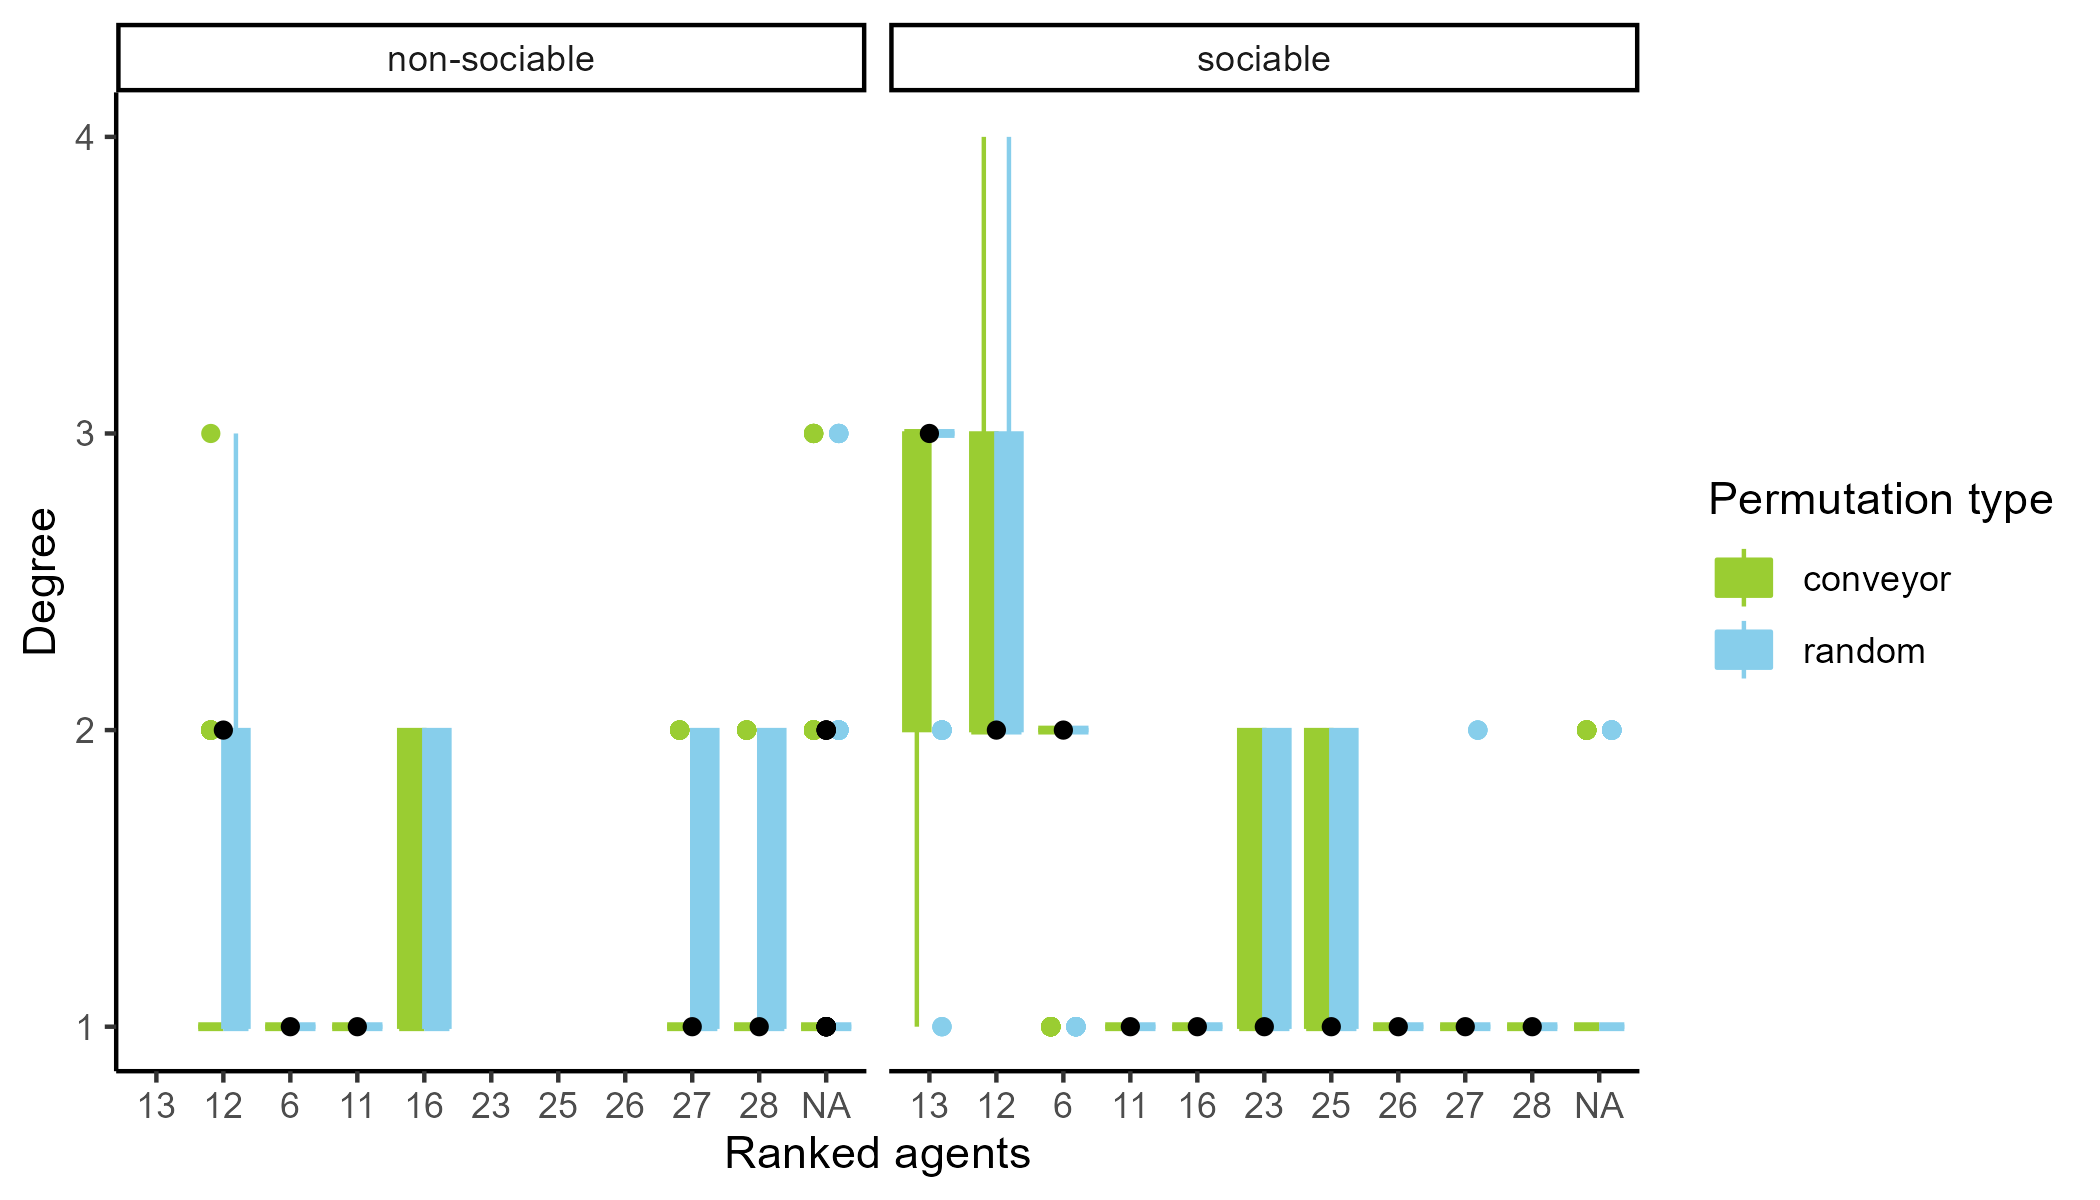 non-sociable sociable
4
3
2
1
Degree
13 12 6 11 16 23 25 26 27 28 NA 13 12 6 11 16 23 25 26 27 28 NA
Ranked agents
Permutation type
conveyor
random